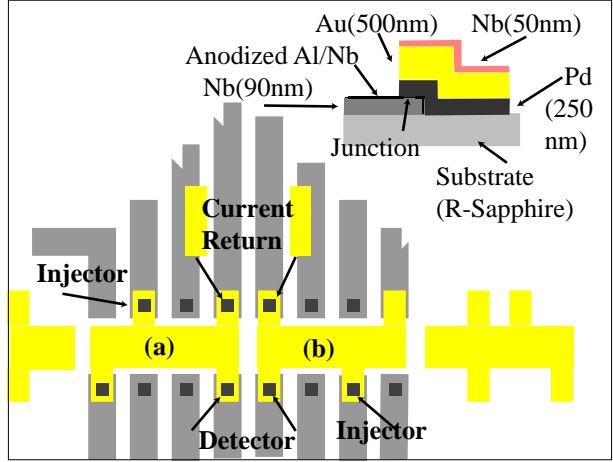 Au(500nm)
Nb(50nm)
Anodized Al/Nb
Nb(90nm)
Pd
(250
nm)
Junction
Substrate
(R-Sapphire)
Current
Return
Injector
(a)
(b)
Detector
Injector